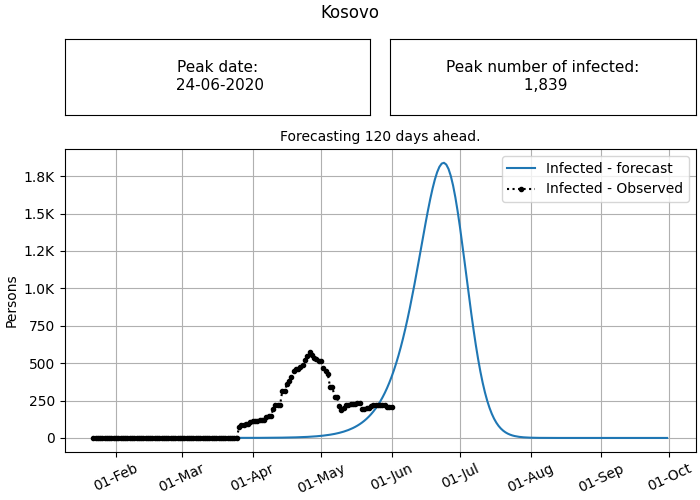 Kosovo
Peak date:
24-06-2020
Peak number of infected:
1,839
Forecasting 120 days ahead.
Infected - forecast
Infected - Observed
Persons
1.8K
1.5K
1.2K
1.0K
750
500
250
0
01-Feb
01-Mar
01-Apr
01-May
01-Jun
01-Jul
01-Aug
01-Sep
01-Oct